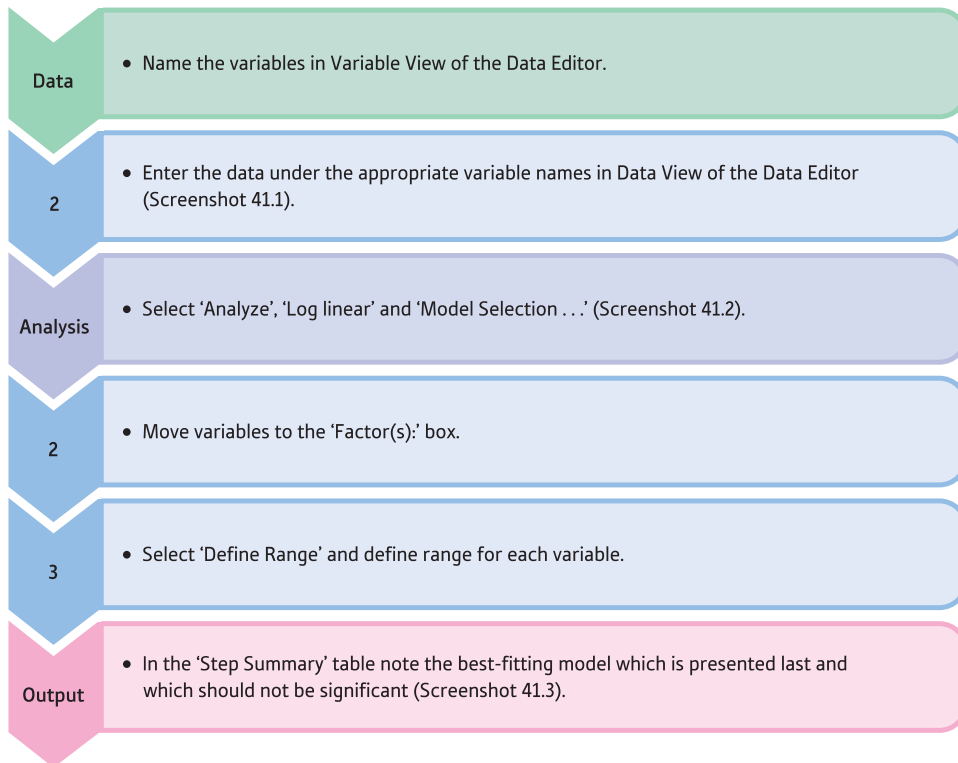 Data
• Name the variables in Variable View of the Data Editor.
2
• Enter the data under the appropriate variable names in Data View of the Data Editor
(Screenshot 41.1).
Analysis
• Select ‘Analyze’, ‘Log linear’ and ‘Model Selection . . .’ (Screenshot 41.2).
2
• Move variables to the ‘Factor(s):’ box.
3
• Select ‘Define Range’ and define range for each variable.
Output
• In the ‘Step Summary’ table note the best-fitting model which is presented last and
which should not be significant (Screenshot 41.3).